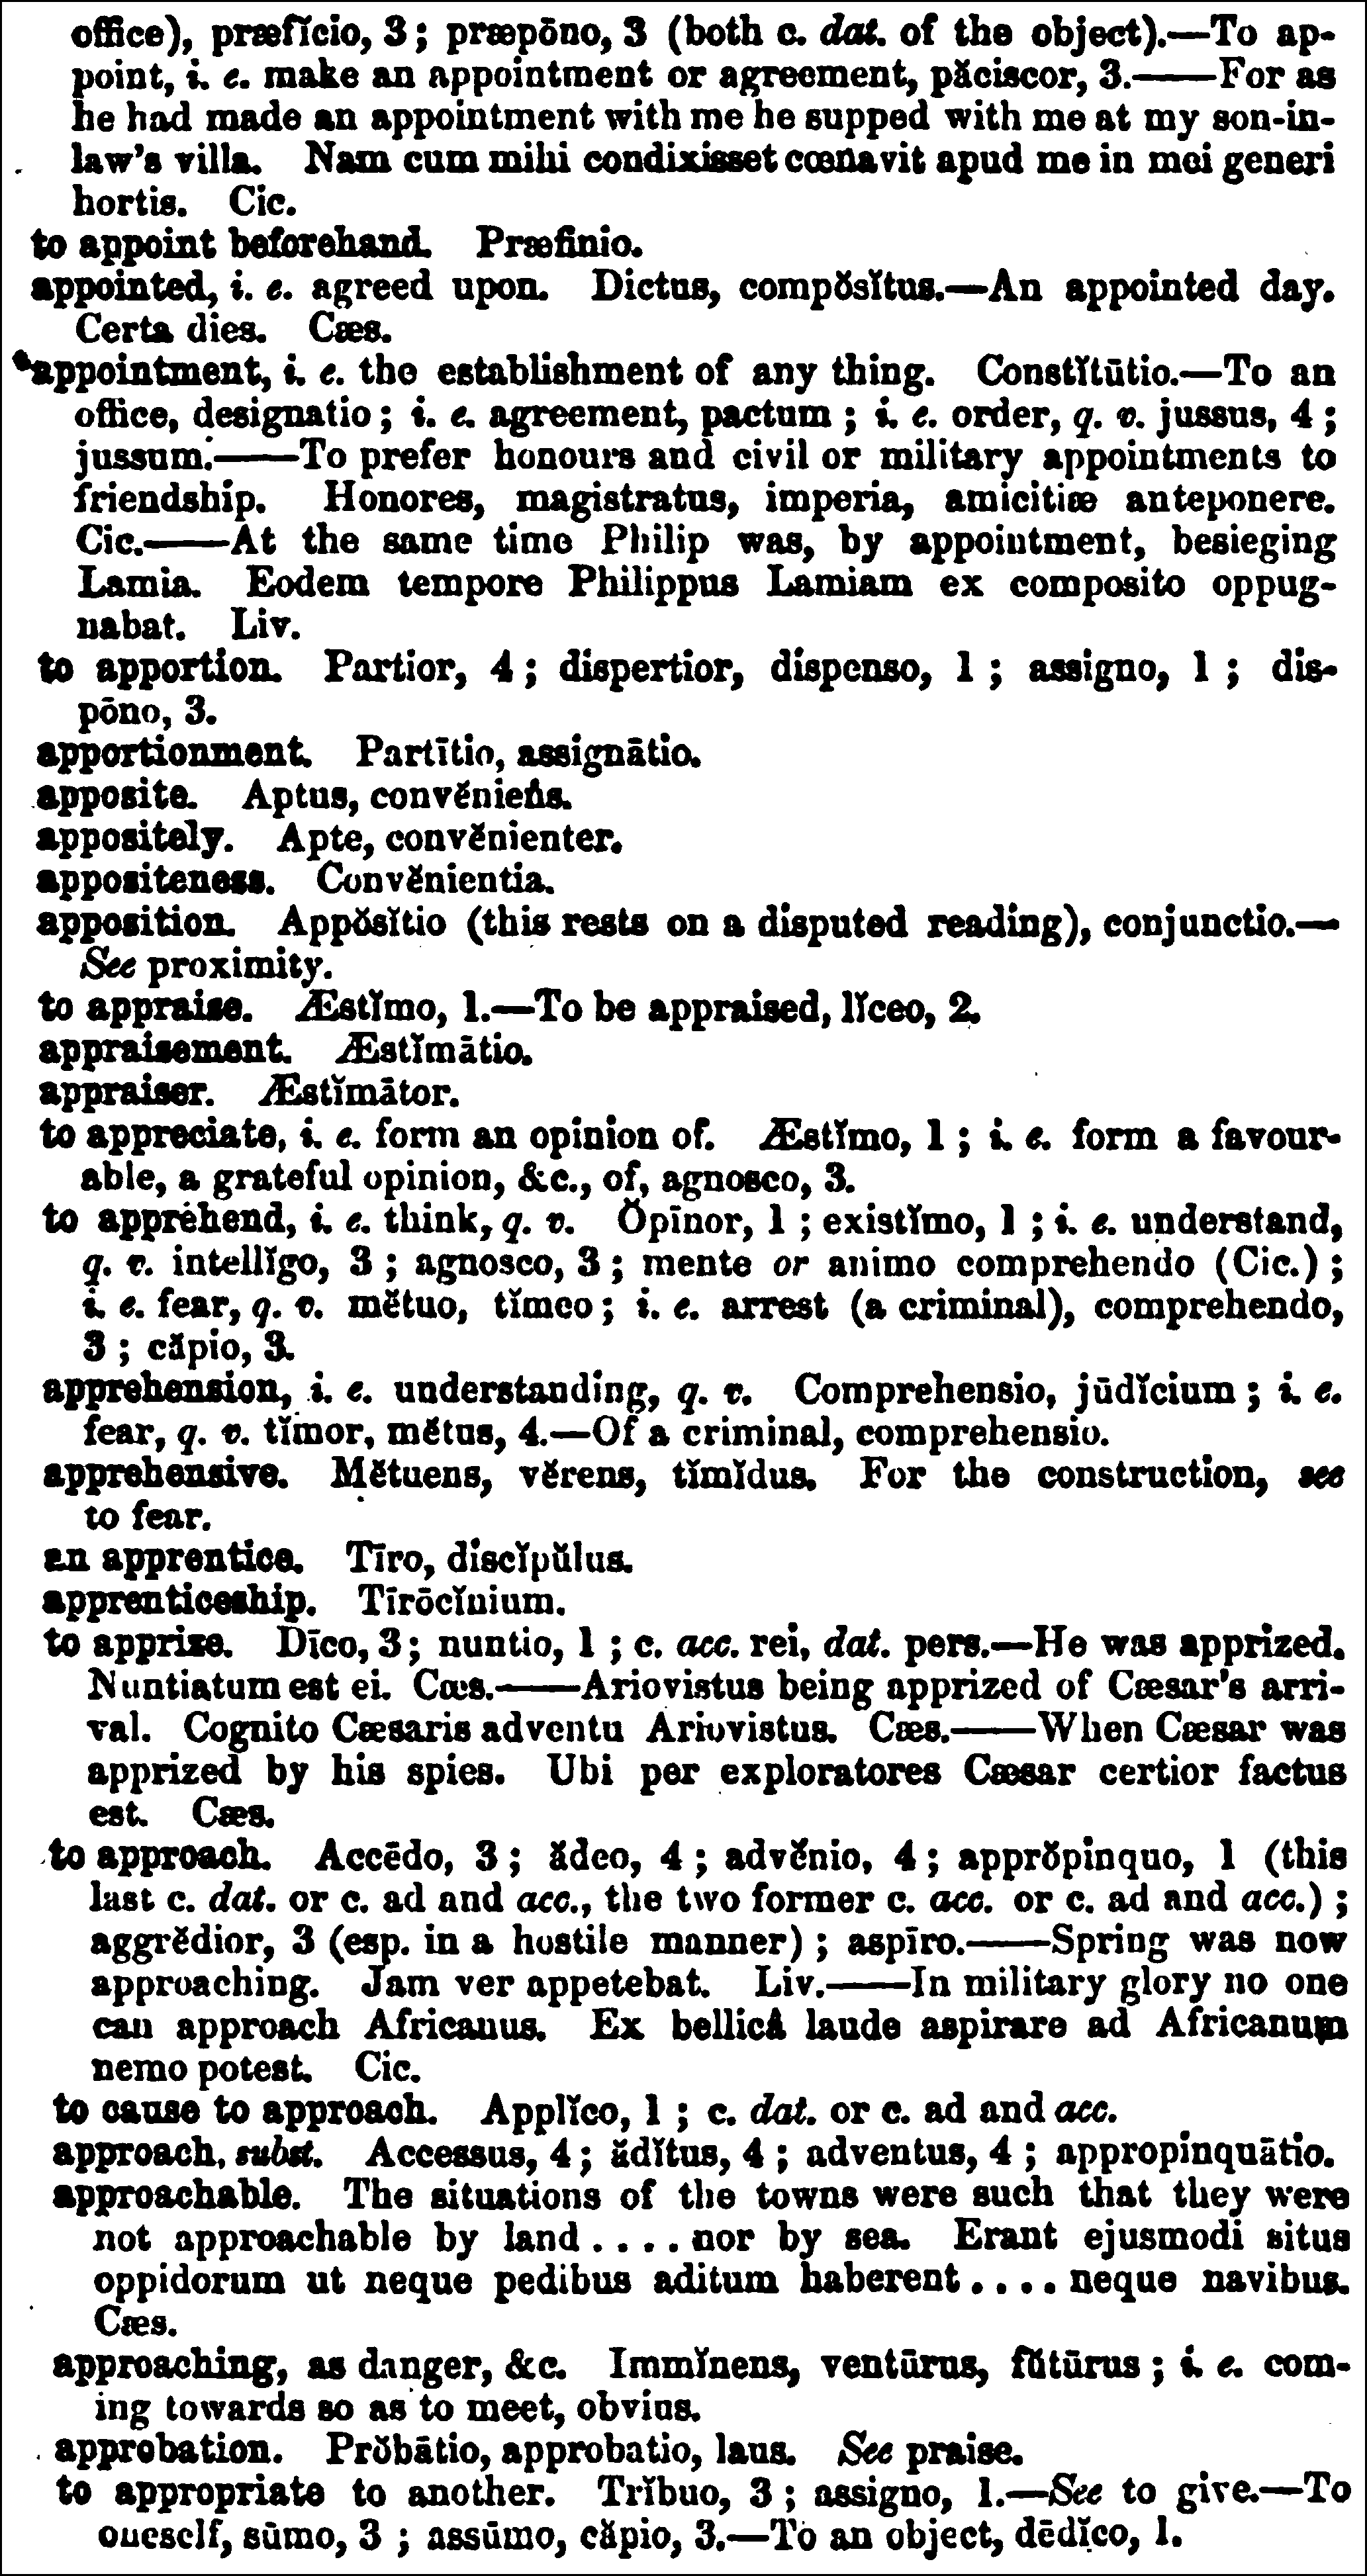 office), præfĭcio, 3; præpōno, 3 (both c. dat. of the object).—To ap-
point, i. e. make an appointment or agreement, păciscor, 3.——For as
he had made an appointment with me he supped with me at my son-in-
law's villa. Nam cum mihi condixisset cœnavit apud me in mei generi
hortis. Cic.
to appoint beforehand. Præfinio.
appointed, i. e. agreed upon. Dictus, compŏsĭtus.—An appointed day.
Certa dies. Cæs.
appointment, i. e. the establishment of any thing. Constĭtūtio.—To an
office, designatio; i. e. agreement, pactum; i. e. order, q. v. jussus, 4;
jussum.——To prefer honours and civil or military appointments to
friendship. Honores, magistratus, imperia, amicitiæ anteponere.
Cic.——At the same time Philip was, by appointment, besieging
Lamia. Eodem tempore Philippus Lamiam ex composito oppug-
nabat. Liv.
to apportion. Partior, 4; dispertior, dispenso, 1; assigno, 1; dis-
pōno, 3.
apportionment. Partītio, assignātio.
apposite. Aptus, convĕniens.
appositely. Apte, convĕnienter.
appositeness. Convĕnientia.
apposition. Appŏsĭtio (this rests on a disputed reading), conjunctio.—
See proximity.
to appraise. Æstĭmo, 1.—To be appraised, lĭceo, 2.
appraisement. Æstĭmātio.
appraiser. Æstĭmātor.
to appreciate, i. e. form an opinion of. Æstĭmo, 1; i. e. form a favour-
able, a grateful opinion, &c., of, agnosco, 3.
to apprehend, i. e. think, q. v. Ŏpīnor, 1; existĭmo, 1; i. e. understand,
q. v. intellĭgo, 3; agnosco, 3; mente or animo comprehendo (Cic.);
i. e. fear, q. v. mĕtuo, tĭmeo; i. e. arrest (a criminal), comprehendo,
3; căpio, 3.
apprehension, i. e. understanding, q. v. Comprehensio, jūdĭcium; i. e.
fear, q. v. tĭmor, mĕtus, 4.—Of a criminal, comprehensio.
apprehensive. Mĕtuens, vĕrens, tĭmĭdus. For the construction, see
to fear.
an apprentice. Tīro, discĭpŭlus.
apprenticeship. Tīrōcĭnium.
to apprize. Dīco, 3; nuntio, 1; c. acc. rei, dat. pers.—He was apprized.
Nuntiatum est ei. Cæs.——Ariovistus being apprized of Cæsar's arri-
val. Cognito Cæsaris adventu Ariovistus. Cæs.——When Cæsar was
apprized by his spies. Ubi per exploratores Cæsar certior factus
est. Cæs.
to approach. Accēdo, 3; ădeo, 4; advĕnio, 4; apprŏpinquo, 1 (this
last c. dat. or c. ad and acc., the two former c. acc. or c. ad and acc.);
aggrĕdior, 3 (esp. in a hostile manner); aspīro.——Spring was now
approaching. Jam ver appetebat. Liv.——In military glory no one
can approach Africanus. Ex bellicâ laude aspirare ad Africanum
nemo potest. Cic.
to cause to approach. Applĭco, 1; c. dat. or c. ad and acc.
approach, subst. Accessus, 4; ădĭtus, 4; adventus, 4; appropinquātio.
approachable. The situations of the towns were such that they were
not approachable by land . . . . nor by sea. Erant ejusmodi situs
oppidorum ut neque pedibus aditum haberent . . . . neque navibus.
Cæs.
approaching, as danger, &c. Immĭnens, ventūrus, fŭtūrus; i. e. com-
ing towards so as to meet, obvius.
approbation. Prŏbātio, approbatio, laus. See praise.
to appropriate to another. Trĭbuo, 3; assigno, 1.—See to give.—To
oneself, sūmo, 3; assūmo, căpio, 3.—To an object, dēdĭco, 1.